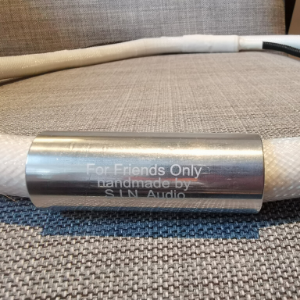 For Friends Only
handmade by
S.I.N. Audio